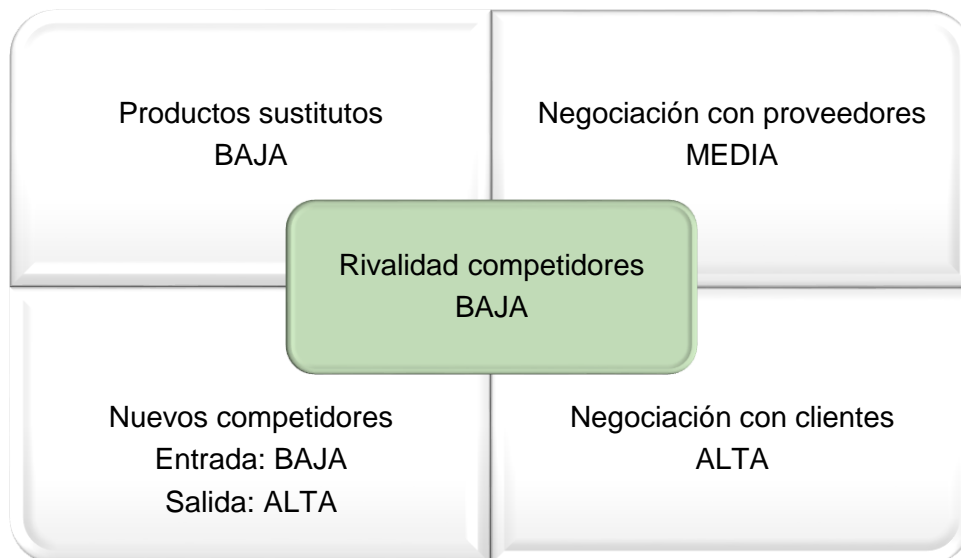 Productos sustitutos
BAJA
Negociación con proveedores
MEDIA
Rivalidad competidores
BAJA
Nuevos competidores
Entrada: BAJA
Salida: ALTA
Negociación con clientes
ALTA